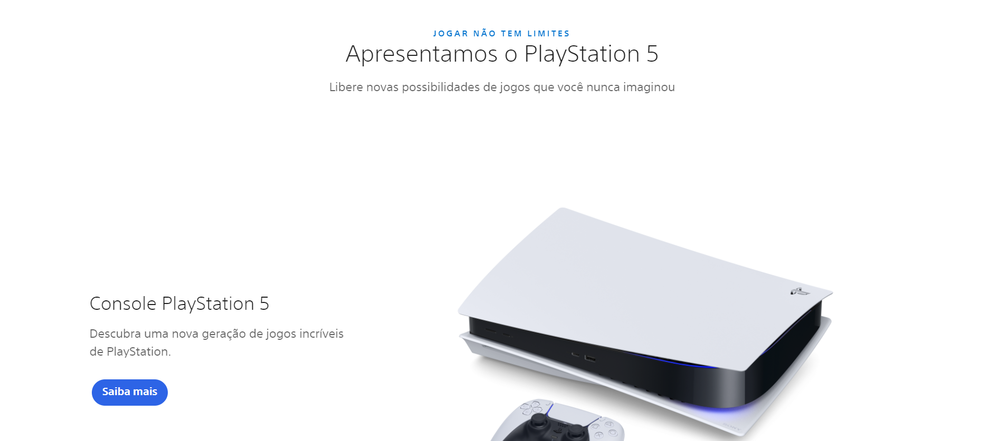 JOGAR NÃO TEM LIMITES
Apresentamos o PlayStation 5
Libere novas possibilidades de jogos que você nunca imaginou
Console PlayStation 5
Descubra uma nova geração de jogos incríveis
de PlayStation.
Saiba mais
SONY